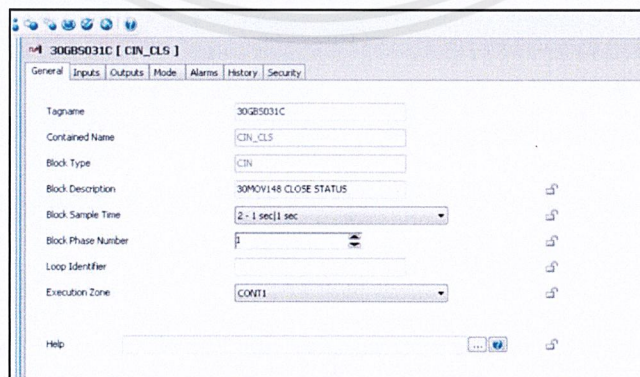 30GBS031C [ CIN_CLS ]
General Inputs Outputs Mode Alarms History Security
Tagname 30GBS031C
Contained Name CIN_CLS
Block Type CIN
Block Description 30MOV148 CLOSE STATUS
Block Sample Time 2 - 1 sec|1 sec
Block Phase Number 1
Loop Identifier
Execution Zone CONT1
Help ...